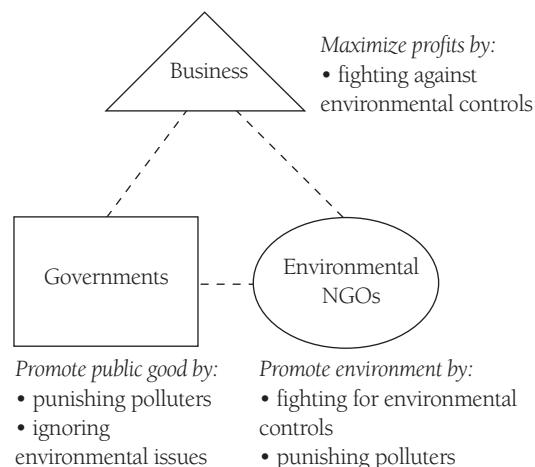 Business
Maximize profits by:
• fighting against
environmental controls
Governments
Environmental
NGOs
Promote public good by:
• punishing polluters
• ignoring
environmental issues
Promote environment by:
• fighting for environmental
controls
• punishing polluters